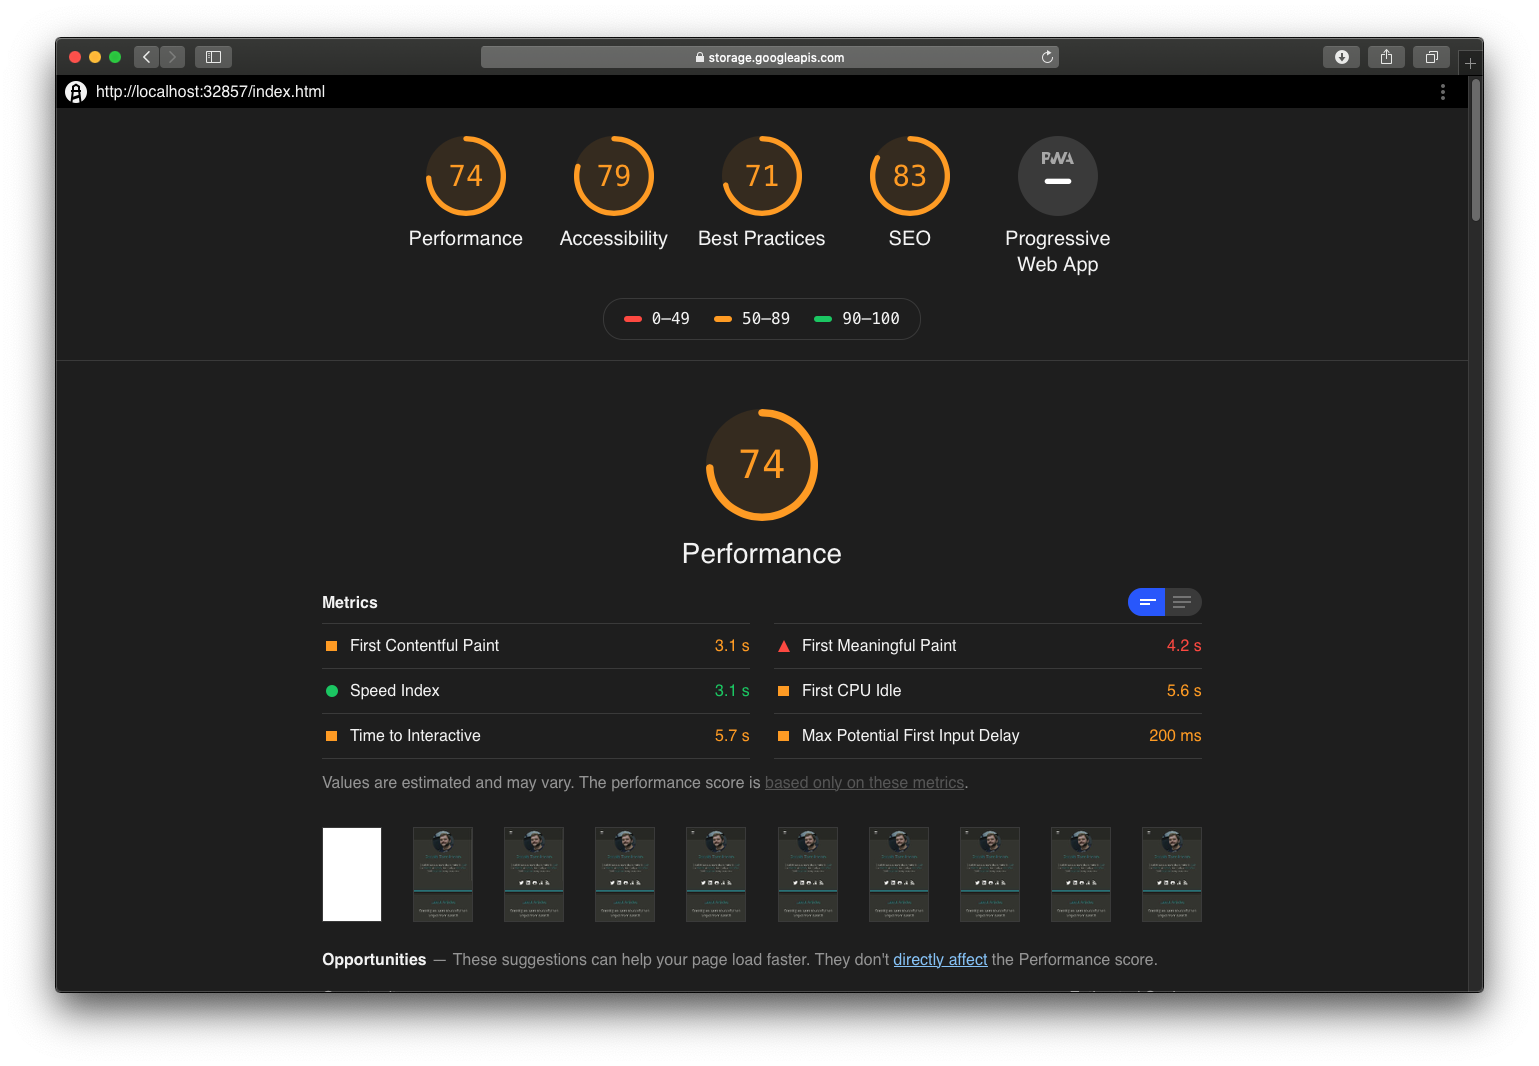 storage.googleapis.com
http://localhost:32857/index.html
74
79
71
83
PWA
Performance
Accessibility
Best Practices
SEO
Progressive
Web App
0–49
50–89
90–100
74
Performance
Metrics
First Contentful Paint 3.1 s
First Meaningful Paint 4.2 s
Speed Index 3.1 s
First CPU Idle 5.6 s
Time to Interactive 5.7 s
Max Potential First Input Delay 200 ms
Values are estimated and may vary. The performance score is based only on these metrics.
Opportunities — These suggestions can help your page load faster. They don't directly affect the Performance score.